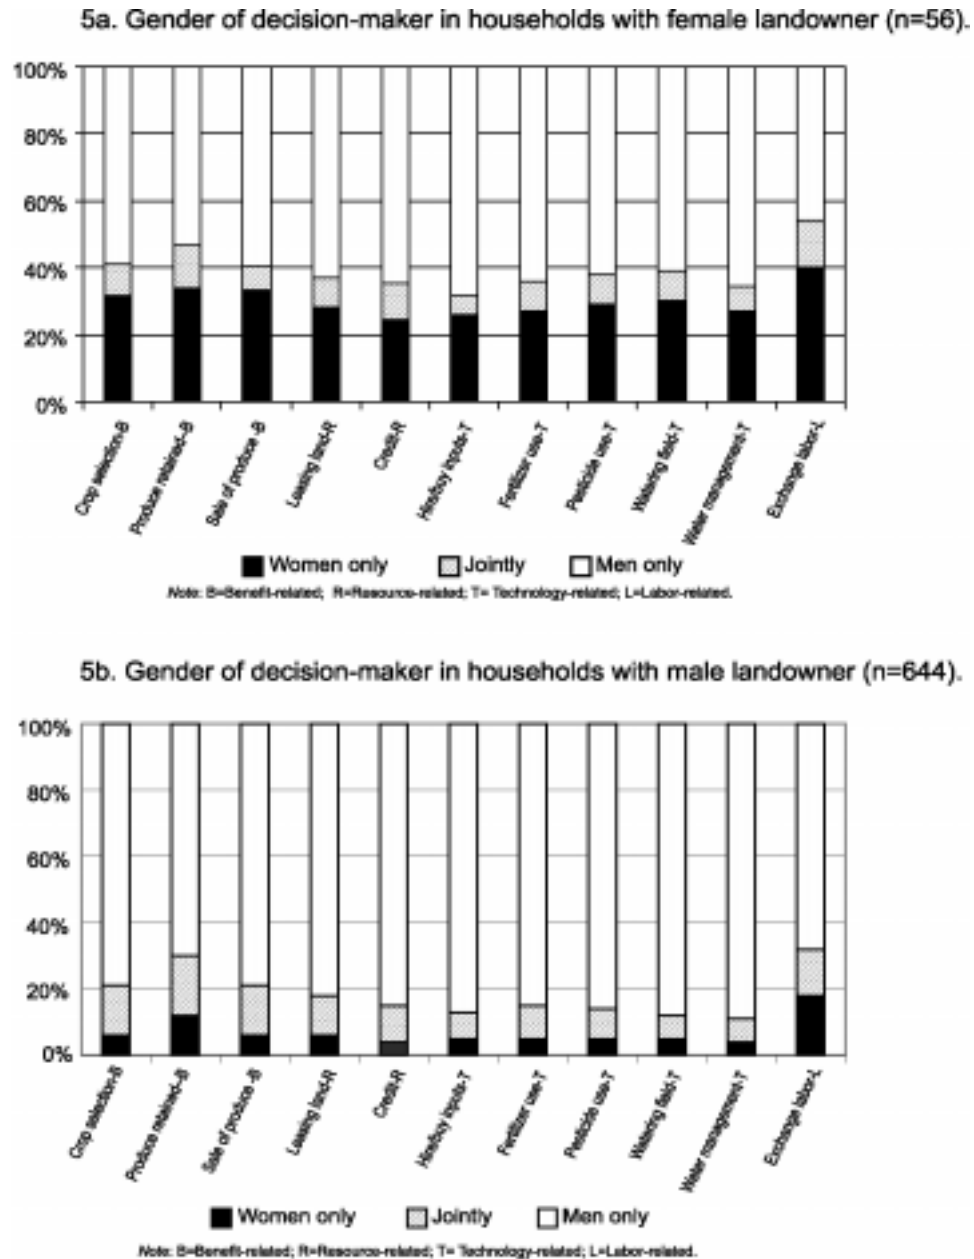 5a. Gender of decision-maker in households with female landowner (n=56).
100%
80%
60%
40%
20%
0%
Crop selection-B
Produce retained-B
Sale of produce -B
Leasing land-R
Credit-R
Hire/buy inputs-T
Fertilizer use-T
Pesticide use-T
Watering field-T
Water management-T
Exchange labor-L
Women only Jointly Men only
Note: B=Benefit-related; R=Resource-related; T= Technology-related; L=Labor-related.
5b. Gender of decision-maker in households with male landowner (n=644).
100%
80%
60%
40%
20%
0%
Crop selection-B
Produce retained-B
Sale of produce -B
Leasing land-R
Credit-R
Hire/buy inputs-T
Fertilizer use-T
Pesticide use-T
Watering field-T
Water management-T
Exchange labor-L
Women only Jointly Men only
Note: B=Benefit-related; R=Resource-related; T= Technology-related; L=Labor-related.